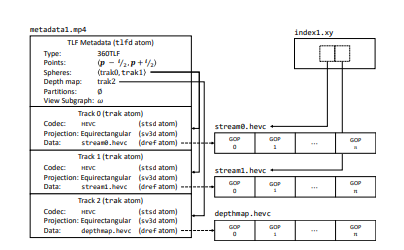 metadata1.mp4
TLF Metadata (tlfd atom)
Type: 360TLF
Points: (p − i/2, p + i/2)
Spheres: (trak0, trak1)
Depth map: trak2
Partitions: Ø
View Subgraph: ω
Track 0 (trak atom)
Codec: HEVC (stsd atom)
Projection: Equirectangular (sv3d atom)
Data: stream0.hevc (dref atom)
Track 1 (trak atom)
Codec: HEVC (stsd atom)
Projection: Equirectangular (sv3d atom)
Data: stream1.hevc (dref atom)
Track 2 (trak atom)
Codec: HEVC (stsd atom)
Projection: Equirectangular (sv3d atom)
Data: depthmap.hevc (dref atom)
index1.xy
stream0.hevc
GOP 0 GOP 1 ... GOP n
stream1.hevc
GOP 0 GOP 1 ... GOP n
depthmap.hevc
GOP 0 GOP 1 ... GOP n